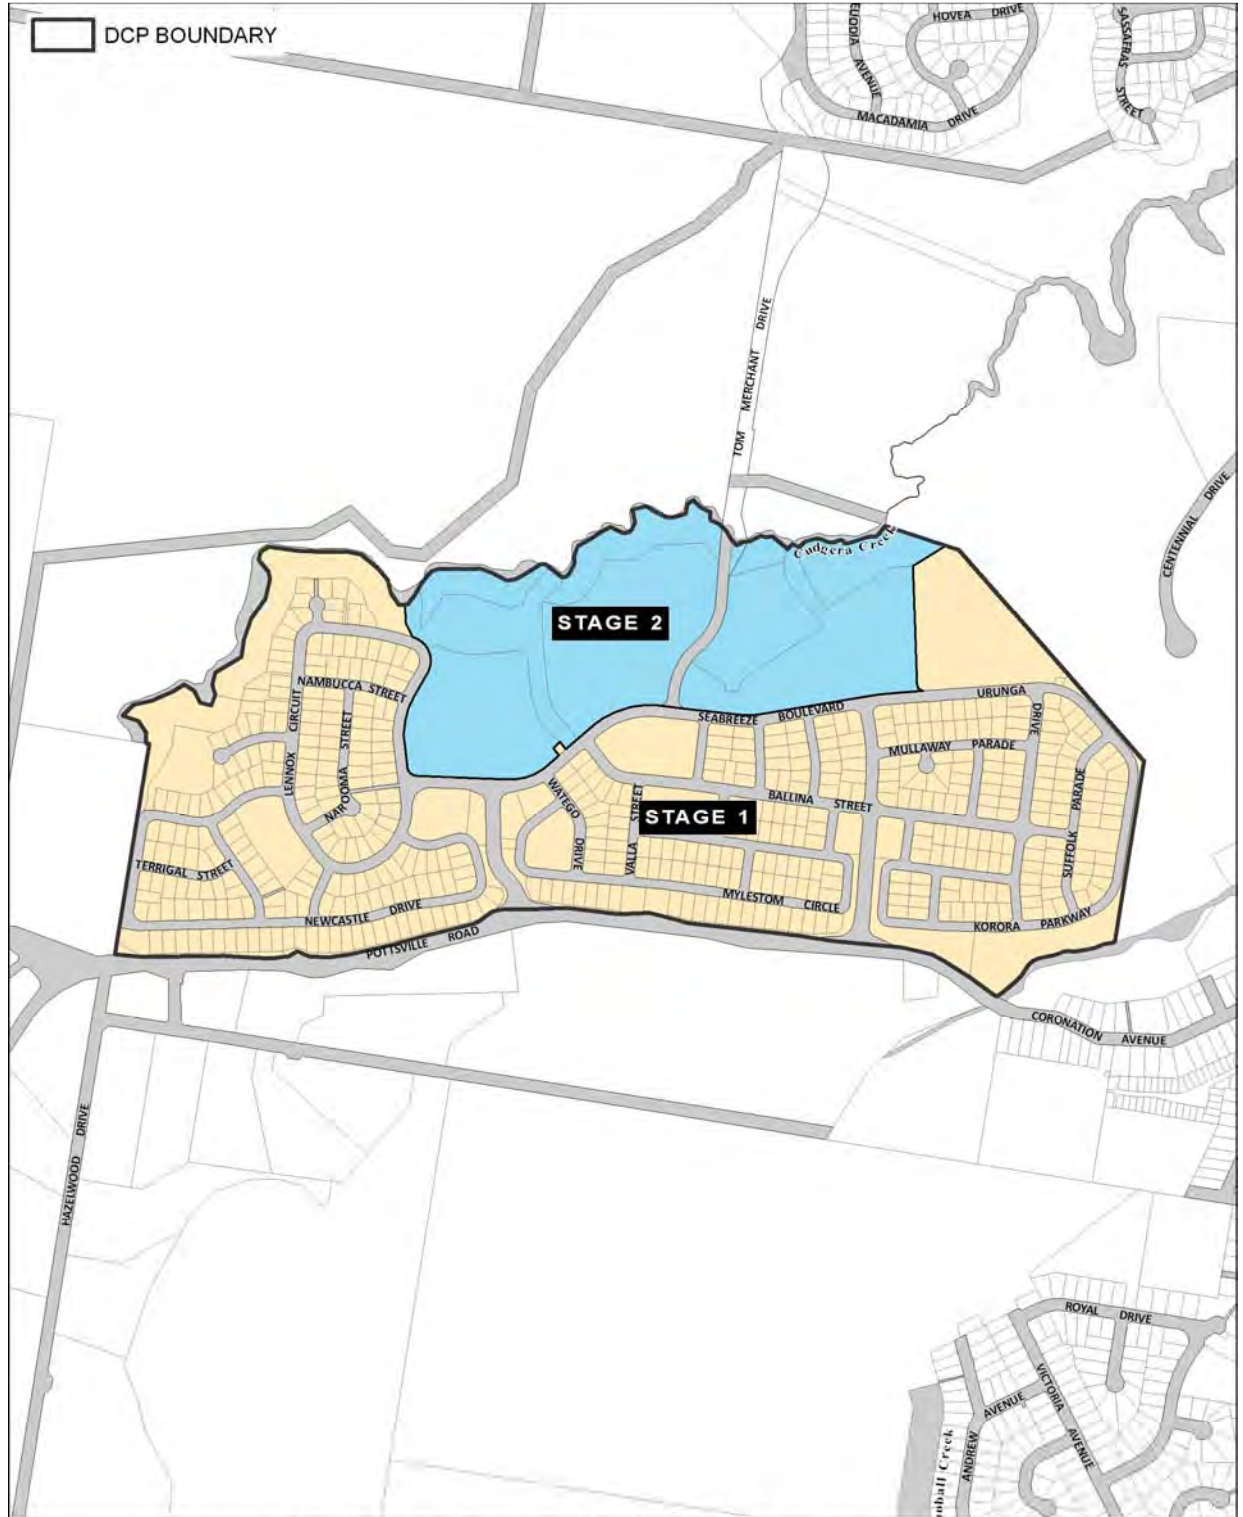 DCP BOUNDARY
HOVEA DRIVE
EUODIA AVENUE
MACADAMIA DRIVE
SASSAFRAS STREET
TOM MERCHANT DRIVE
CENTENNIAL DRIVE
Cudgera Creek
STAGE 2
NAMBUCCA STREET
LENNOX CIRCUIT
NAROOMA STREET
TERRIGAL STREET
NEWCASTLE DRIVE
POTTSVILLE ROAD
SEABREEZE BOULEVARD
URUNGA DRIVE
MULLAWAY PARADE
BALLINA STREET
WATEGO DRIVE
VALLA STREET
STAGE 1
SUFFOLK PARADE
MYLESTOM CIRCLE
KORORA PARKWAY
CORONATION AVENUE
HAZELWOOD DRIVE
ROYAL DRIVE
VICTORIA AVENUE
ANDREW AVENUE
Creek